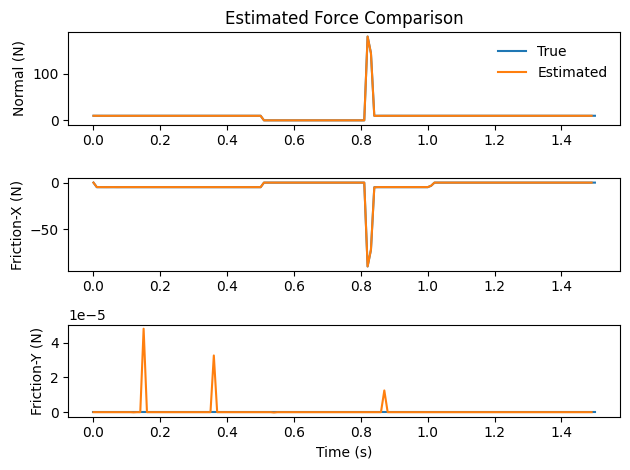 Estimated Force Comparison
Normal (N)
100
0
True
Estimated
0.0 0.2 0.4 0.6 0.8 1.0 1.2 1.4
Friction-X (N)
0
−50
0.0 0.2 0.4 0.6 0.8 1.0 1.2 1.4
1e−5
Friction-Y (N)
4
2
0
0.0 0.2 0.4 0.6 0.8 1.0 1.2 1.4
Time (s)